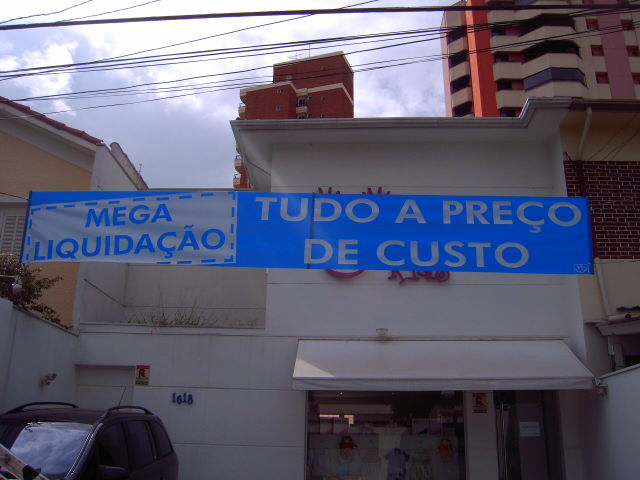 MEGA
LIQUIDAÇÃO
TUDO A PREÇO
DE CUSTO
1618